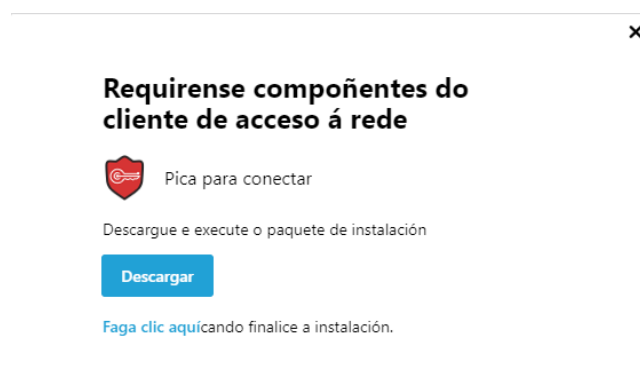 Requirense compoñentes do
cliente de acceso á rede
Pica para conectar
Descargue e execute o paquete de instalación
Descargar
Faga clic aquícando finalice a instalación.